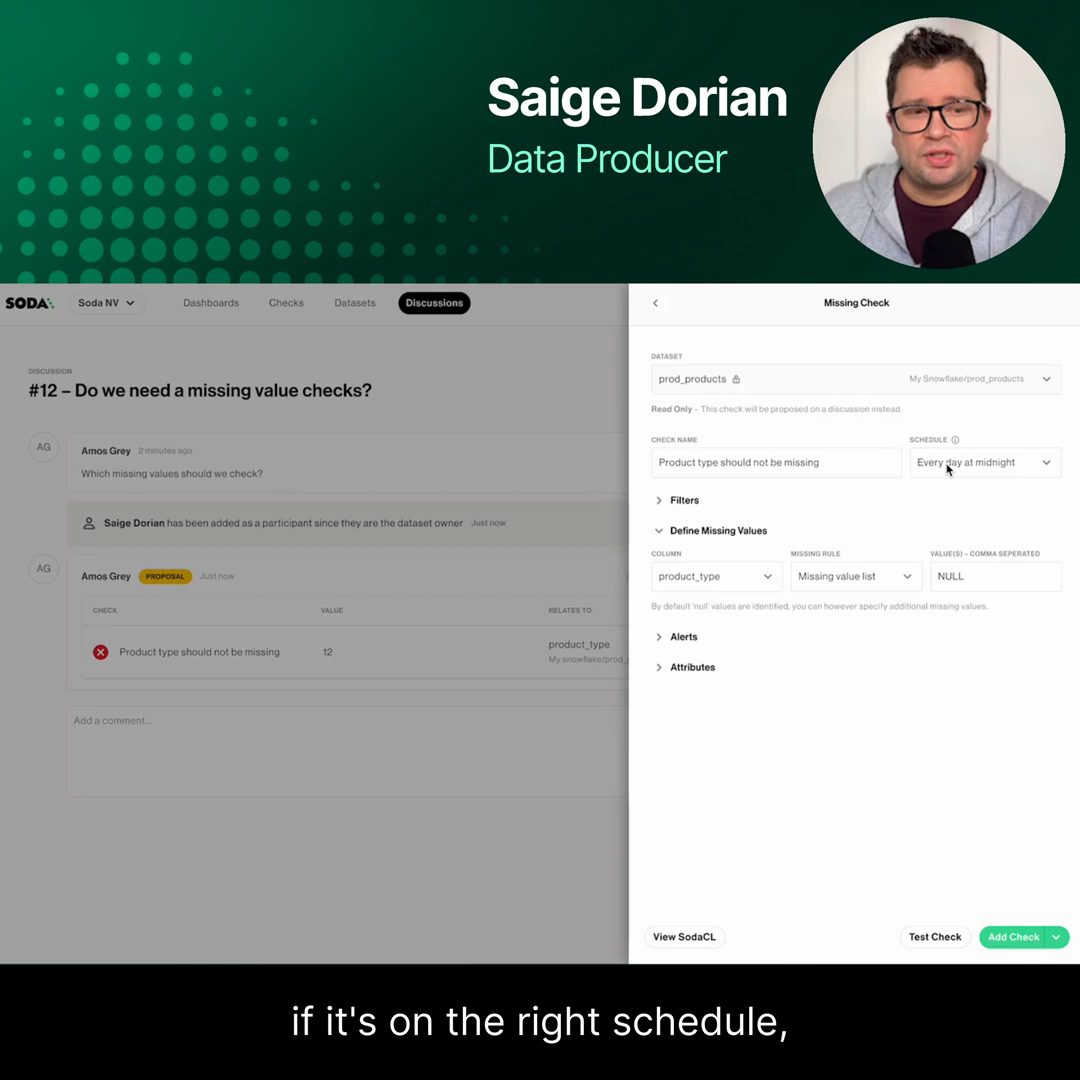 Saige Dorian
Data Producer
SODA
Soda NV
Dashboards
Checks
Datasets
Discussions
DISCUSSION
#12 – Do we need a missing value checks?
AG
Amos Grey 2 minutes ago
Which missing values should we check?
Saige Dorian has been added as a participant since they are the dataset owner Just now
AG
Amos Grey PROPOSAL Just now
CHECK VALUE RELATES TO
Product type should not be missing 12 product_type
My snowflake/prod_
Add a comment...
Missing Check
DATASET
prod_products My Snowflake/prod_products
Read Only – This check will be proposed on a discussion instead.
CHECK NAME SCHEDULE
Product type should not be missing Every day at midnight
Filters
Define Missing Values
COLUMN MISSING RULE VALUE(S) – COMMA SEPERATED
product_type Missing value list NULL
By default 'null' values are identified, you can however specify additional missing values.
Alerts
Attributes
View SodaCL Test Check Add Check
if it's on the right schedule,